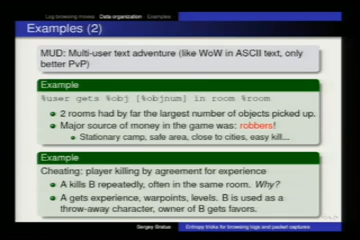 Log browsing moves Data organization Examples
Examples (2)
MUD: Multi-user text adventure (like WoW in ASCII text, only
better PvP)
Example
%user gets %obj [%objnum] in room %room
2 rooms had by far the largest number of objects picked up.
Major source of money in the game was: robbers!
Stationary camp, safe area, close to cities, easy kill...
Example
Cheating: player killing by agreement for experience
A kills B repeatedly, often in the same room. Why?
A gets experience, warpoints, levels. B is used as a
throw-away character, owner of B gets favors.
Sergey Bratus Entropy tricks for browsing logs and packet captures